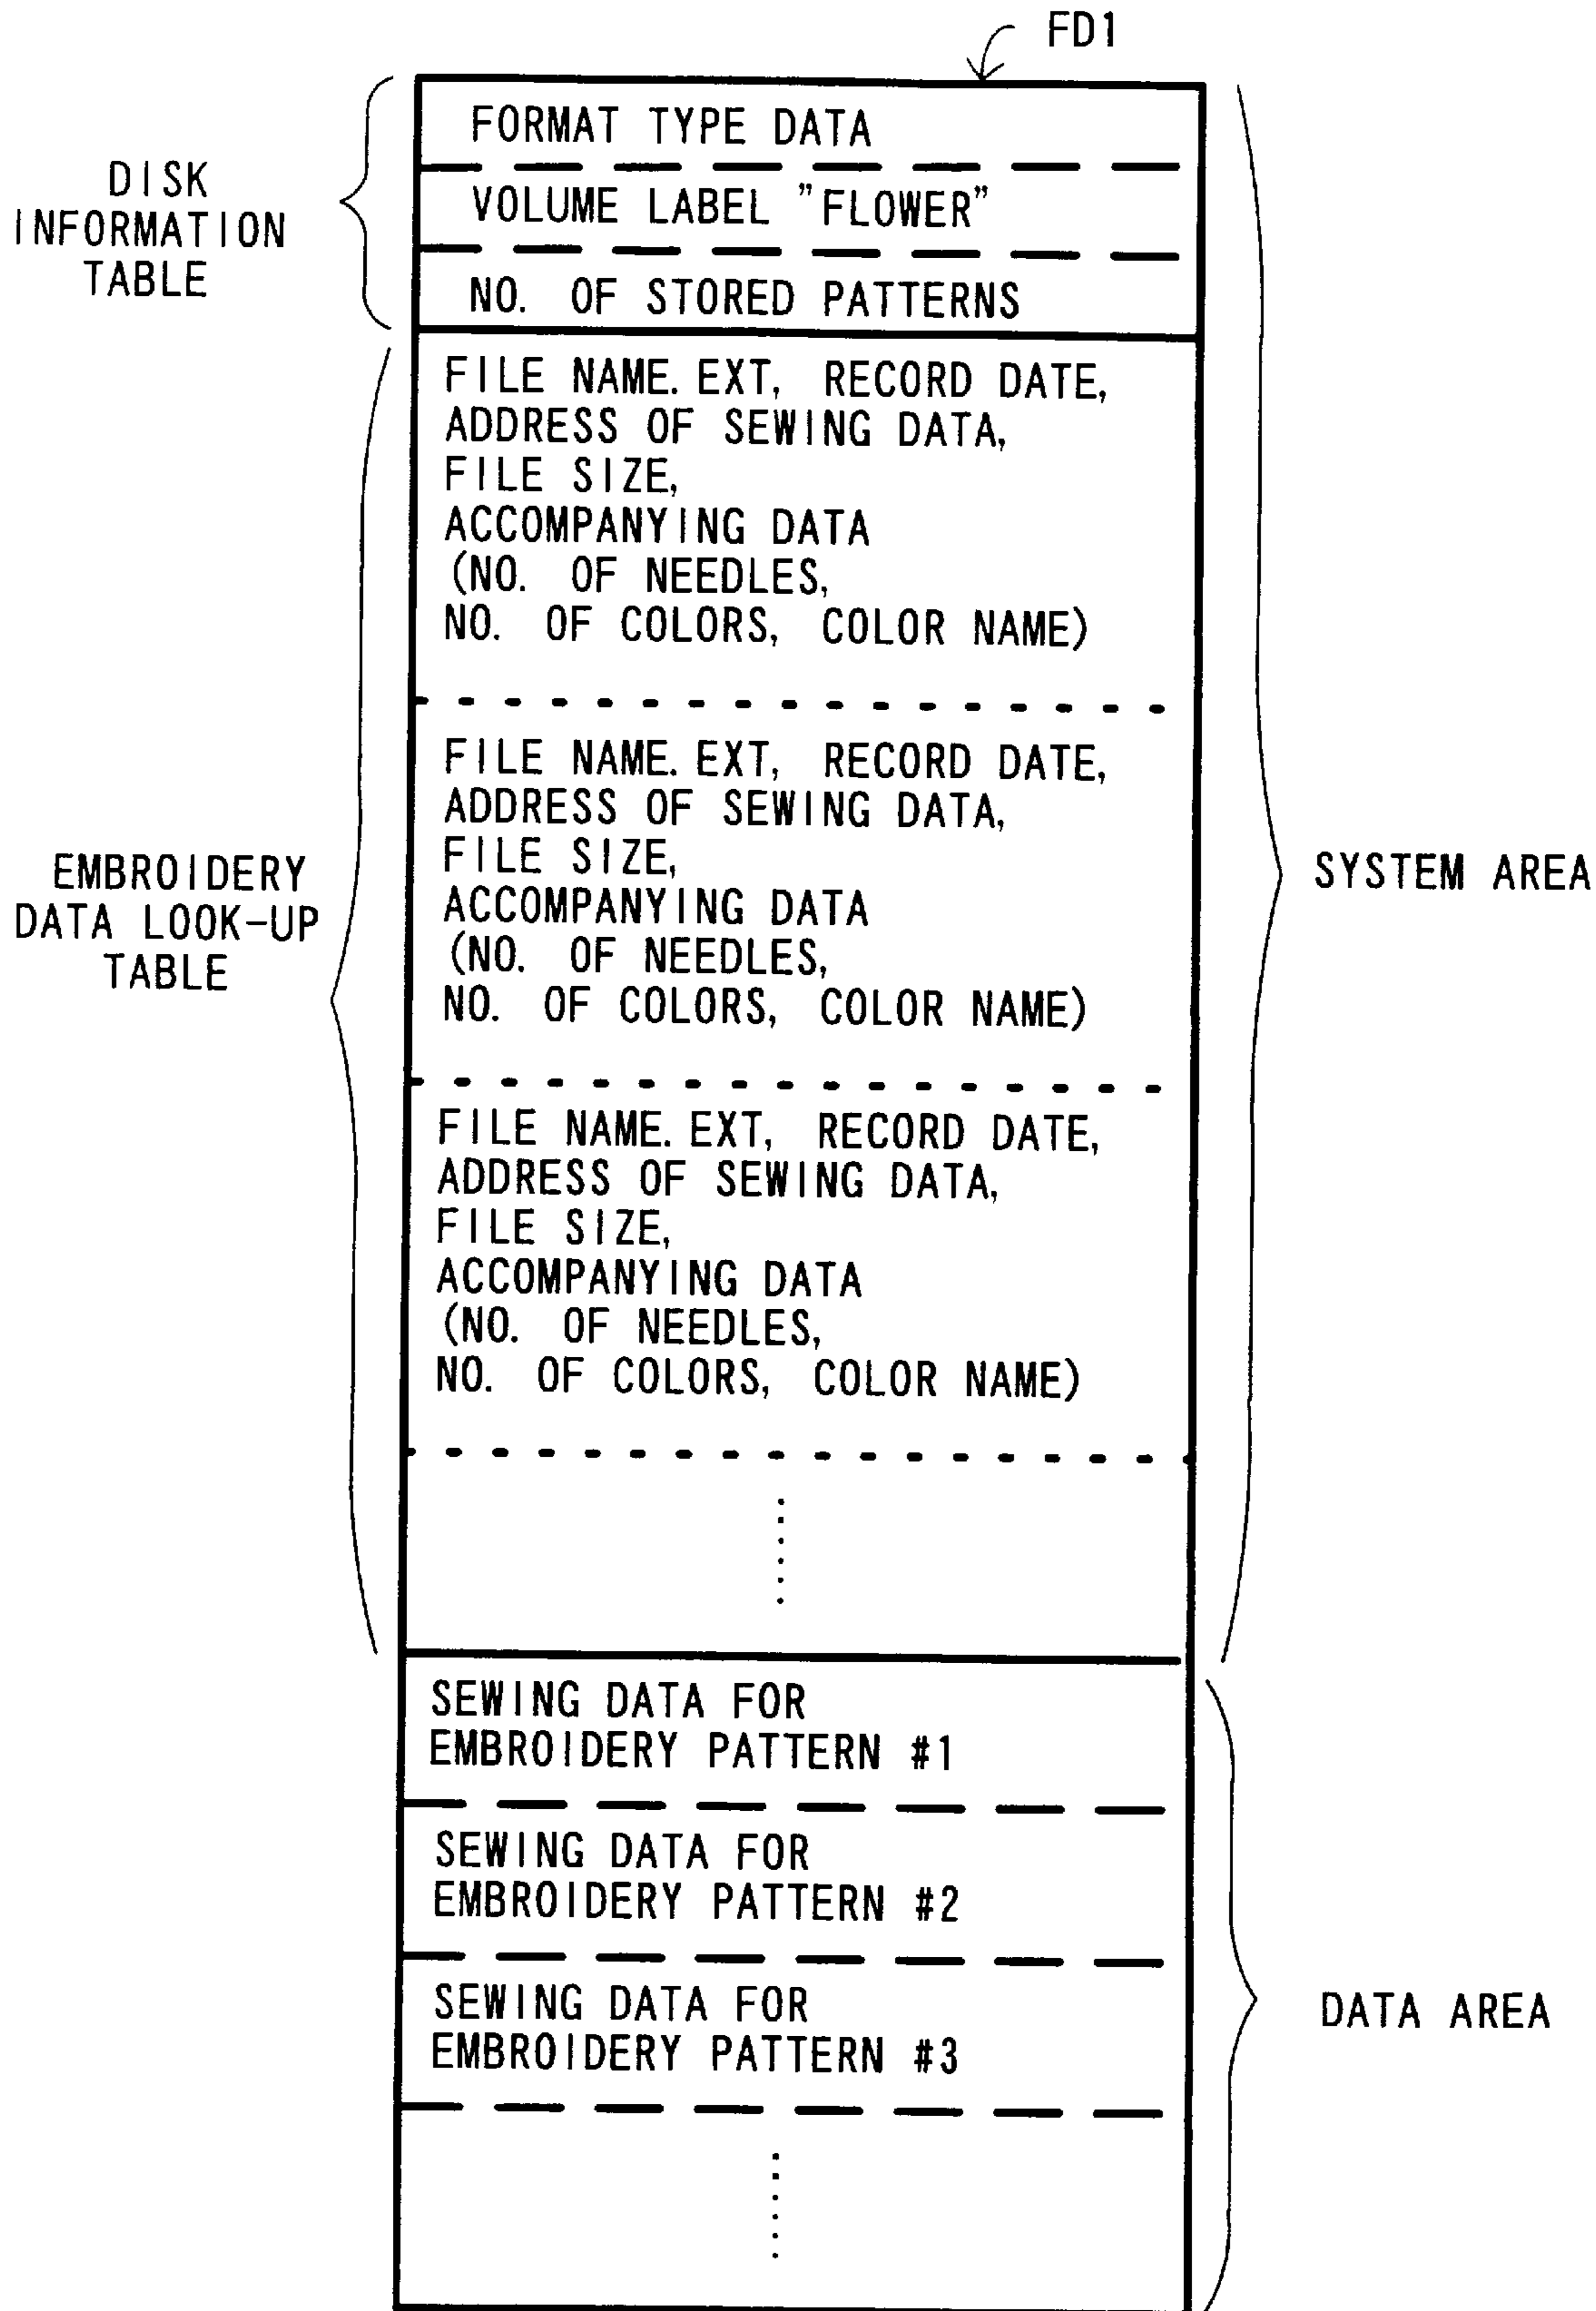 FD1
DISK
INFORMATION
TABLE
FORMAT TYPE DATA
VOLUME LABEL "FLOWER"
NO. OF STORED PATTERNS
EMBROIDERY
DATA LOOK-UP
TABLE
FILE NAME. EXT, RECORD DATE,
ADDRESS OF SEWING DATA,
FILE SIZE,
ACCOMPANYING DATA
(NO. OF NEEDLES,
NO. OF COLORS, COLOR NAME)
FILE NAME. EXT, RECORD DATE,
ADDRESS OF SEWING DATA,
FILE SIZE,
ACCOMPANYING DATA
(NO. OF NEEDLES,
NO. OF COLORS, COLOR NAME)
FILE NAME. EXT, RECORD DATE,
ADDRESS OF SEWING DATA,
FILE SIZE,
ACCOMPANYING DATA
(NO. OF NEEDLES,
NO. OF COLORS, COLOR NAME)
SYSTEM AREA
SEWING DATA FOR
EMBROIDERY PATTERN #1
SEWING DATA FOR
EMBROIDERY PATTERN #2
SEWING DATA FOR
EMBROIDERY PATTERN #3
DATA AREA